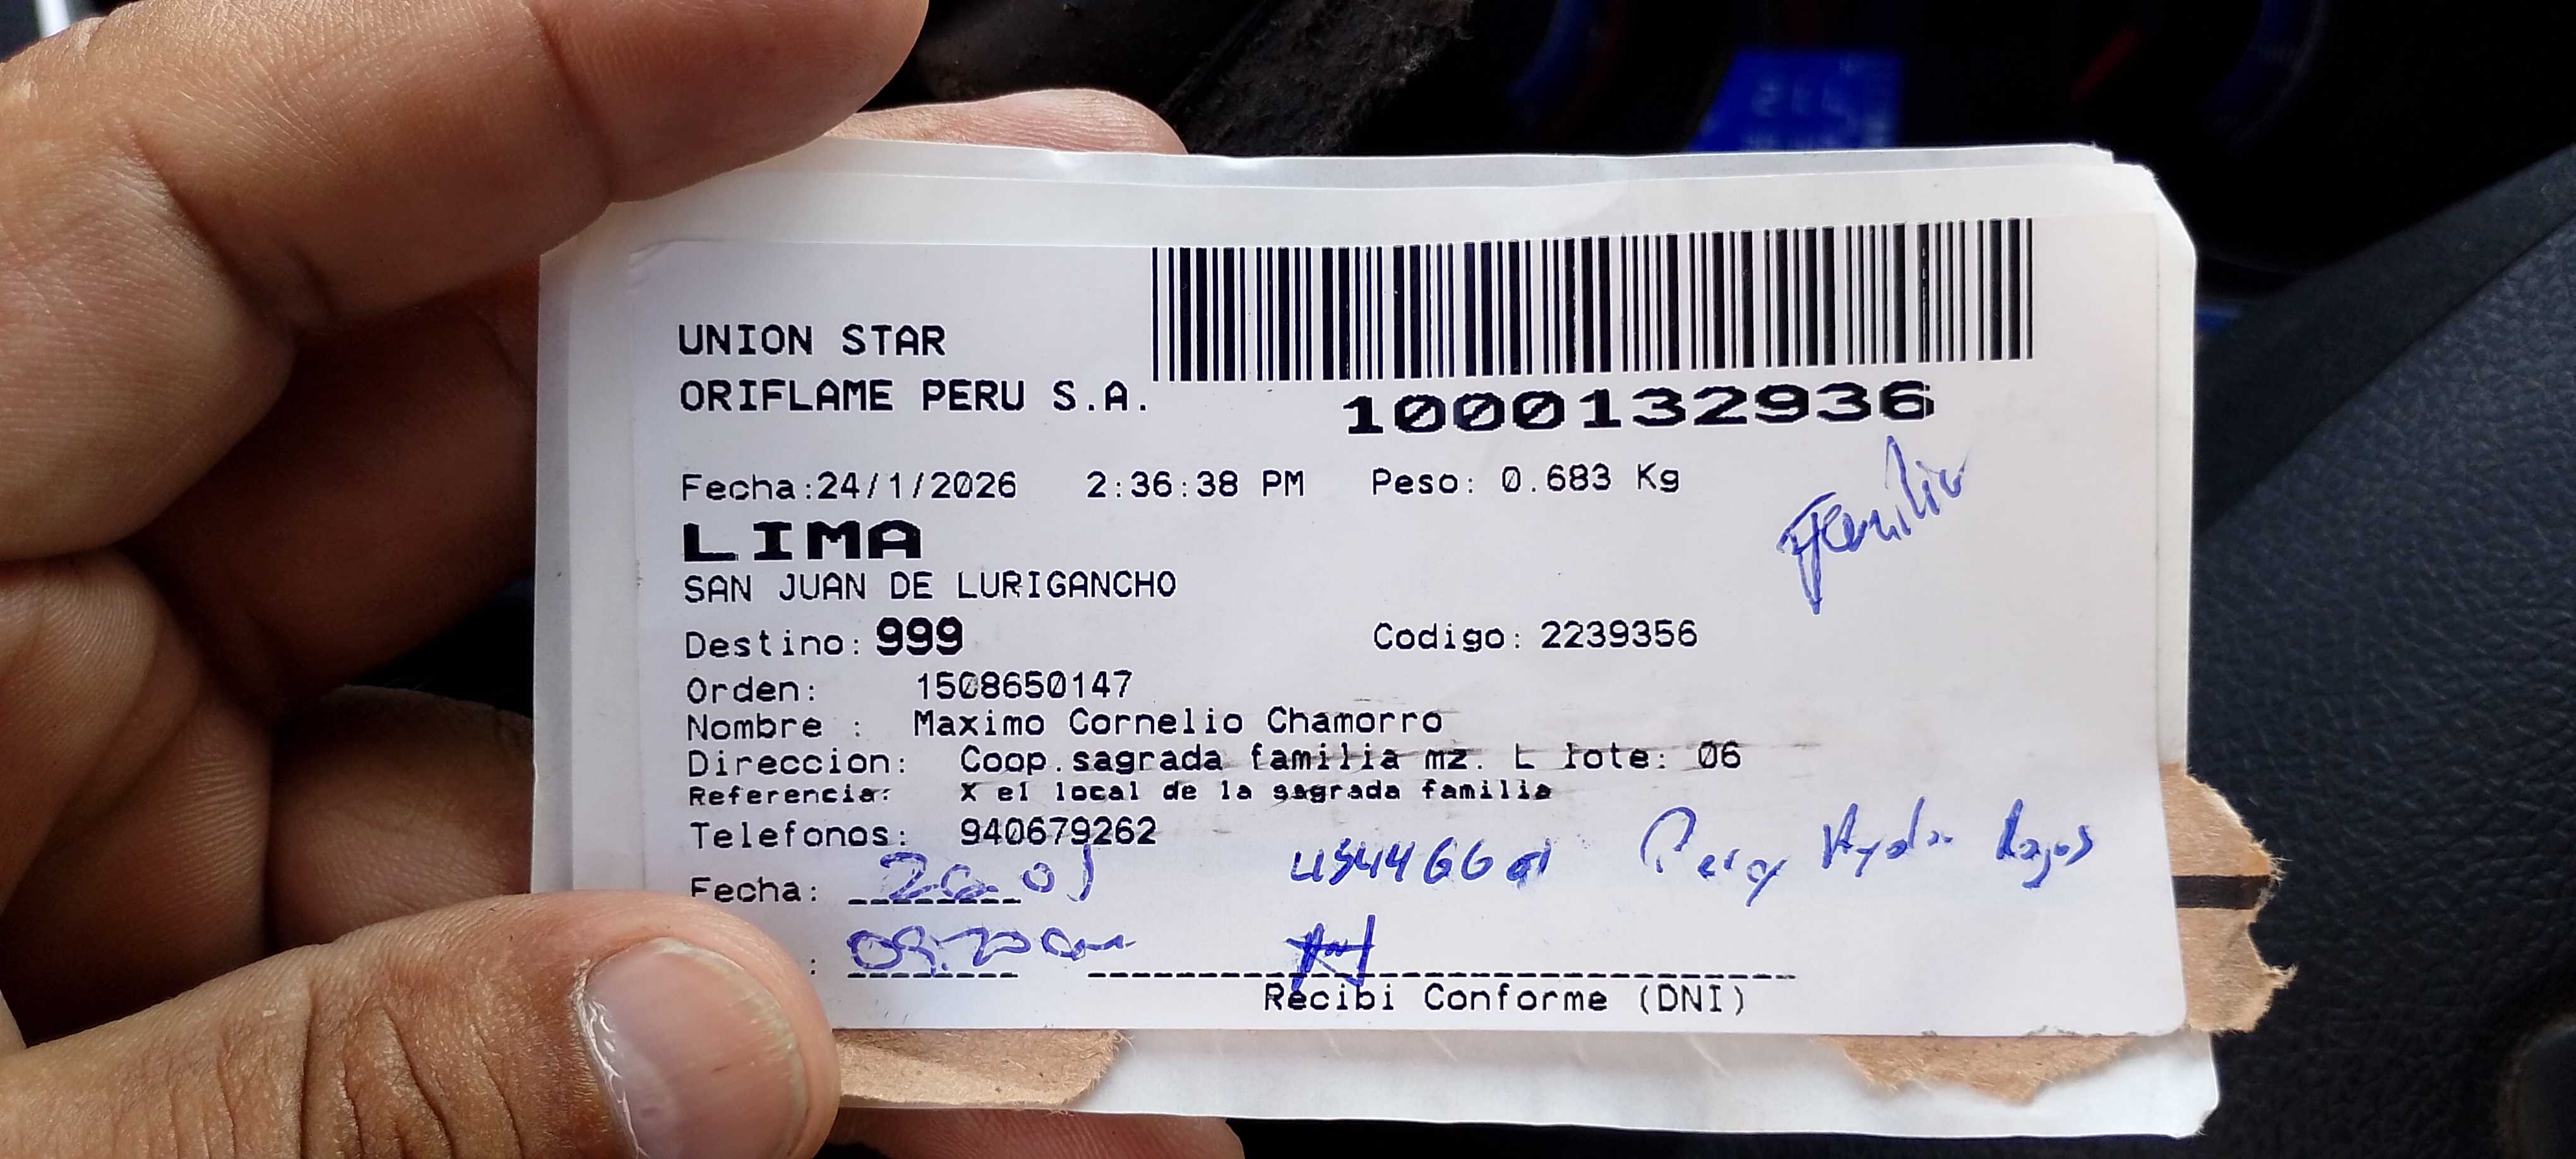 UNION STAR
ORIFLAME PERU S.A.
1000132936
Fecha:24/1/2026 2:36:38 PM Peso: 0.683 Kg
Familia
LIMA
SAN JUAN DE LURIGANCHO
Destino: 999 Codigo: 2239356
Orden: 1508650147
Nombre : Maximo Cornelio Chamorro
Direccion: Coop.sagrada familia mz. L lote: 06
Referencia: X el local de la sagrada familia
Telefonos: 940679262
Fecha:
:
Recibi Conforme (DNI)